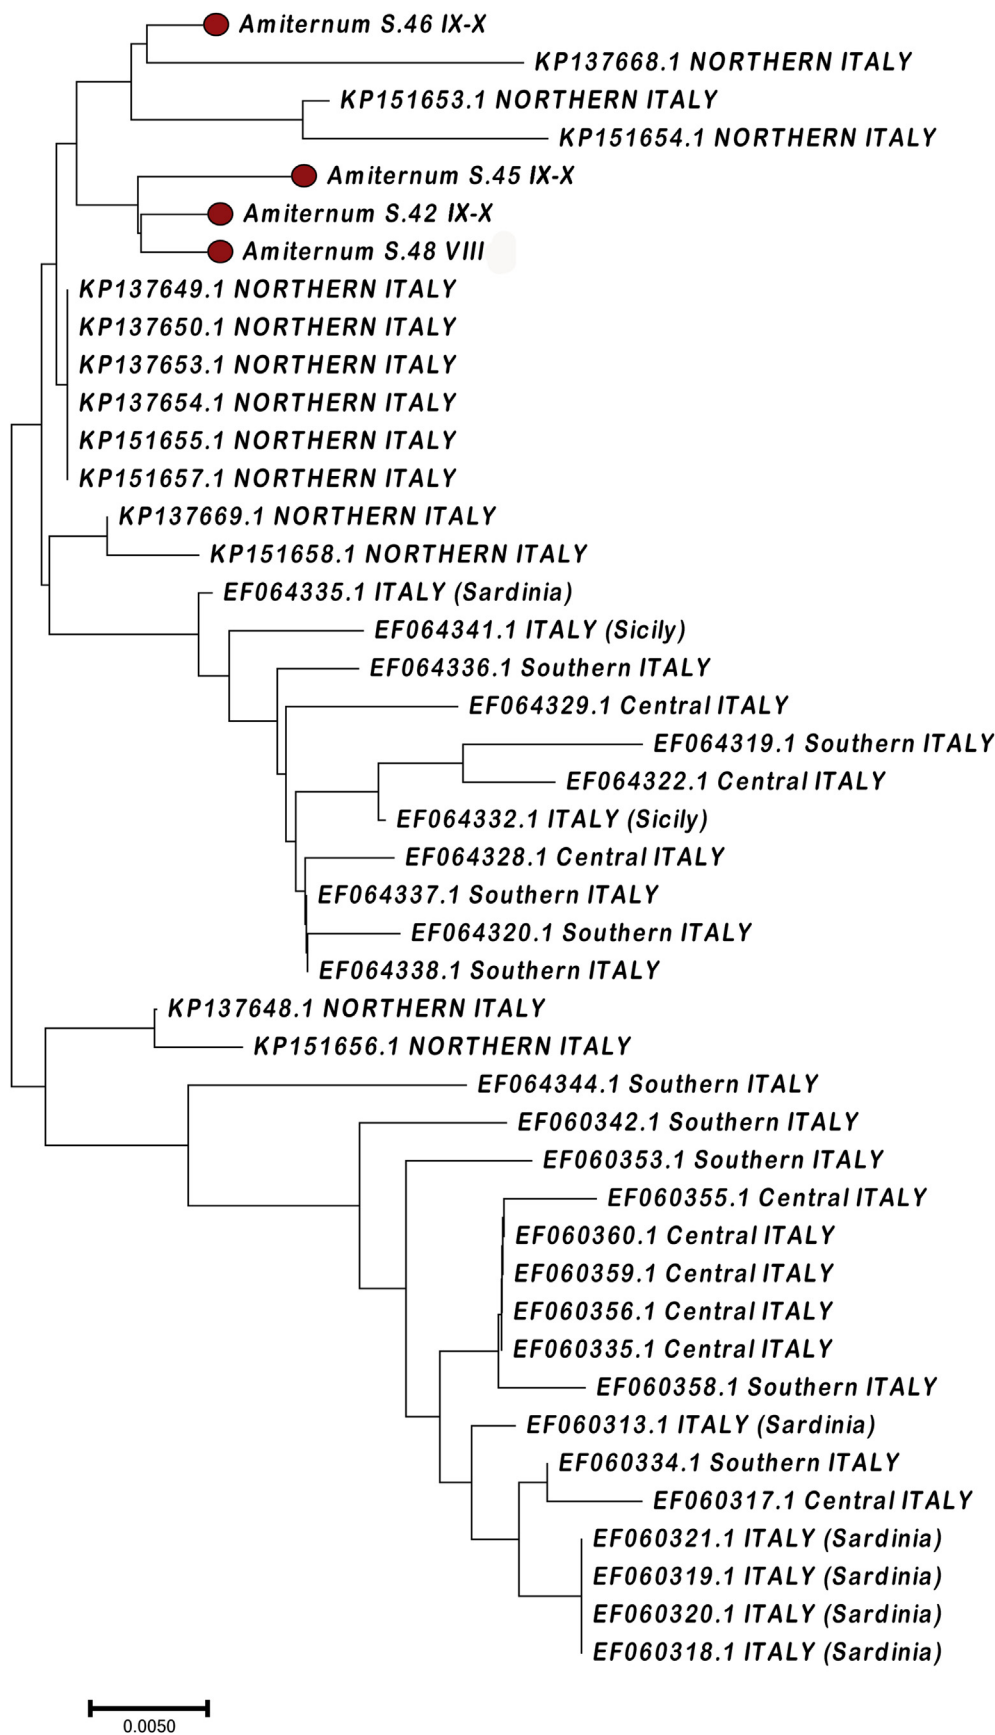 Amiternum S.46 IX-X
KP137668.1 NORTHERN ITALY
KP151653.1 NORTHERN ITALY
KP151654.1 NORTHERN ITALY
Amiternum S.45 IX-X
Amiternum S.42 IX-X
Amiternum S.48 VIII
KP137649.1 NORTHERN ITALY
KP137650.1 NORTHERN ITALY
KP137653.1 NORTHERN ITALY
KP137654.1 NORTHERN ITALY
KP151655.1 NORTHERN ITALY
KP151657.1 NORTHERN ITALY
KP137669.1 NORTHERN ITALY
KP151658.1 NORTHERN ITALY
EF064335.1 ITALY (Sardinia)
EF064341.1 ITALY (Sicily)
EF064336.1 Southern ITALY
EF064329.1 Central ITALY
EF064319.1 Southern ITALY
EF064322.1 Central ITALY
EF064332.1 ITALY (Sicily)
EF064328.1 Central ITALY
EF064337.1 Southern ITALY
EF064320.1 Southern ITALY
EF064338.1 Southern ITALY
KP137648.1 NORTHERN ITALY
KP151656.1 NORTHERN ITALY
EF064344.1 Southern ITALY
EF060342.1 Southern ITALY
EF060353.1 Southern ITALY
EF060355.1 Central ITALY
EF060360.1 Central ITALY
EF060359.1 Central ITALY
EF060356.1 Central ITALY
EF060335.1 Central ITALY
EF060358.1 Southern ITALY
EF060313.1 ITALY (Sardinia)
EF060334.1 Southern ITALY
EF060317.1 Central ITALY
EF060321.1 ITALY (Sardinia)
EF060319.1 ITALY (Sardinia)
EF060320.1 ITALY (Sardinia)
EF060318.1 ITALY (Sardinia)
0.0050